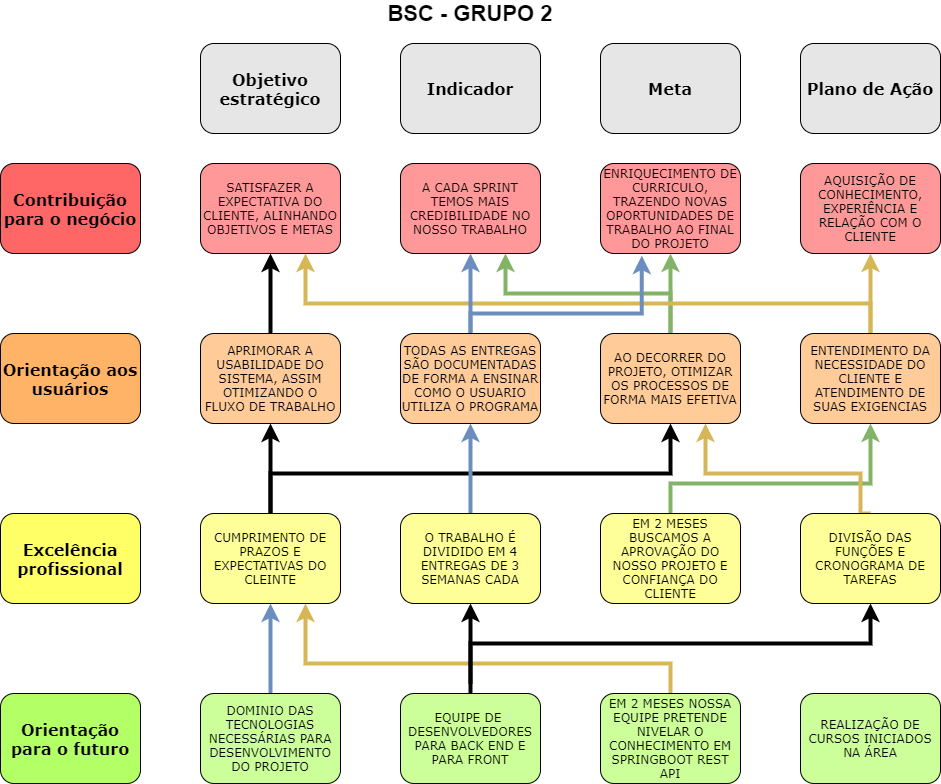 BSC - GRUPO 2
Objetivo
estratégico
Indicador
Meta
Plano de Ação
Contribuição
para o negócio
SATISFAZER A
EXPECTATIVA DO
CLIENTE, ALINHANDO
OBJETIVOS E METAS
A CADA SPRINT
TEMOS MAIS
CREDIBILIDADE NO
NOSSO TRABALHO
ENRIQUECIMENTO DE
CURRICULO,
TRAZENDO NOVAS
OPORTUNIDADES DE
TRABALHO AO FINAL
DO PROJETO
AQUISIÇÃO DE
CONHECIMENTO,
EXPERIÊNCIA E
RELAÇÃO COM O
CLIENTE
Orientação aos
usuários
APRIMORAR A
USABILIDADE DO
SISTEMA, ASSIM
OTIMIZANDO O
FLUXO DE TRABALHO
TODAS AS ENTREGAS
SÃO DOCUMENTADAS
DE FORMA A ENSINAR
COMO O USUARIO
UTILIZA O PROGRAMA
AO DECORRER DO
PROJETO, OTIMIZAR
OS PROCESSOS DE
FORMA MAIS EFETIVA
ENTENDIMENTO DA
NECESSIDADE DO
CLIENTE E
ATENDIMENTO DE
SUAS EXIGENCIAS
Excelência
profissional
CUMPRIMENTO DE
PRAZOS E
EXPECTATIVAS DO
CLEINTE
O TRABALHO É
DIVIDIDO EM 4
ENTREGAS DE 3
SEMANAS CADA
EM 2 MESES
BUSCAMOS A
APROVAÇÃO DO
NOSSO PROJETO E
CONFIANÇA DO
CLIENTE
DIVISÃO DAS
FUNÇÕES E
CRONOGRAMA DE
TAREFAS
Orientação
para o futuro
DOMINIO DAS
TECNOLOGIAS
NECESSÁRIAS PARA
DESENVOLVIMENTO
DO PROJETO
EQUIPE DE
DESENVOLVEDORES
PARA BACK END E
PARA FRONT
EM 2 MESES NOSSA
EQUIPE PRETENDE
NIVELAR O
CONHECIMENTO EM
SPRINGBOOT REST
API
REALIZAÇÃO DE
CURSOS INICIADOS
NA ÁREA